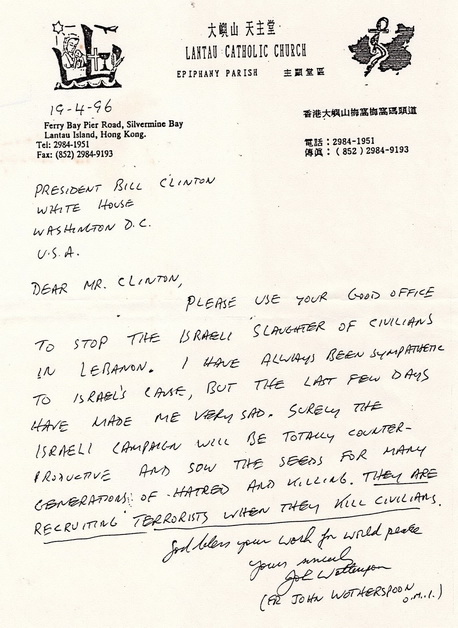 大嶼山 天主堂
LANTAU CATHOLIC CHURCH
EPIPHANY PARISH 主顯堂區
19-4-96
Ferry Bay Pier Road, Silvermine Bay
Lantau Island, Hong Kong.
Tel: 2984-1951
Fax: (852) 2984-9193
香港大嶼山梅窩梅窩碼頭道
電話：2984-1951
傳真：( 852 ) 2984-9193
PRESIDENT BILL CLINTON
WHITE HOUSE
WASHINGTON D.C.
U.S.A.
DEAR MR. CLINTON,
PLEASE USE YOUR GOOD OFFICE
TO STOP THE ISRAELI SLAUGHTER OF CIVILIANS
IN LEBANON. I HAVE ALLWAYS BEEN SYMPATHETIC
TO ISRAEL'S CAUSE, BUT THE LAST FEW DAYS
HAVE MADE ME VERY SAD. SURELY THE
ISRAELI CAMPAIGN WILL BE TOTALLY COUNTER-
PRODUCTIVE AND SOW THE SEEDS FOR MANY
GENERATIONS OF HATRED AND KILLING. THEY ARE
RECRUITING TERRORISTS WHEN THEY KILL CIVILIANS.
God bless your work for world peace
Yours sincerely
John Wotherspoon
(FR JOHN WOTHERSPOON
O.M.I.)